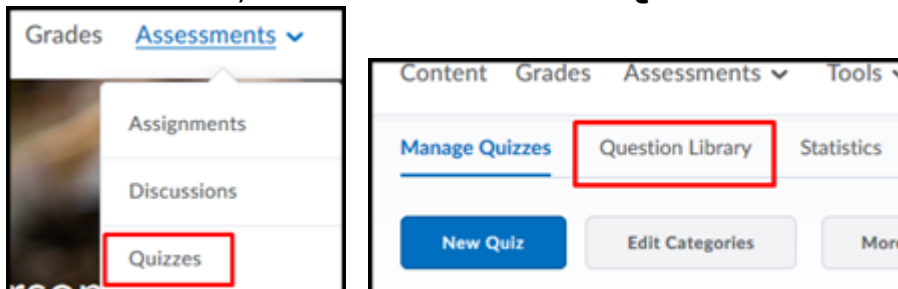 Grades Assessments
Assignments
Discussions
Quizzes
Content Grades Assessments Tools
Manage Quizzes Question Library Statistics
New Quiz Edit Categories